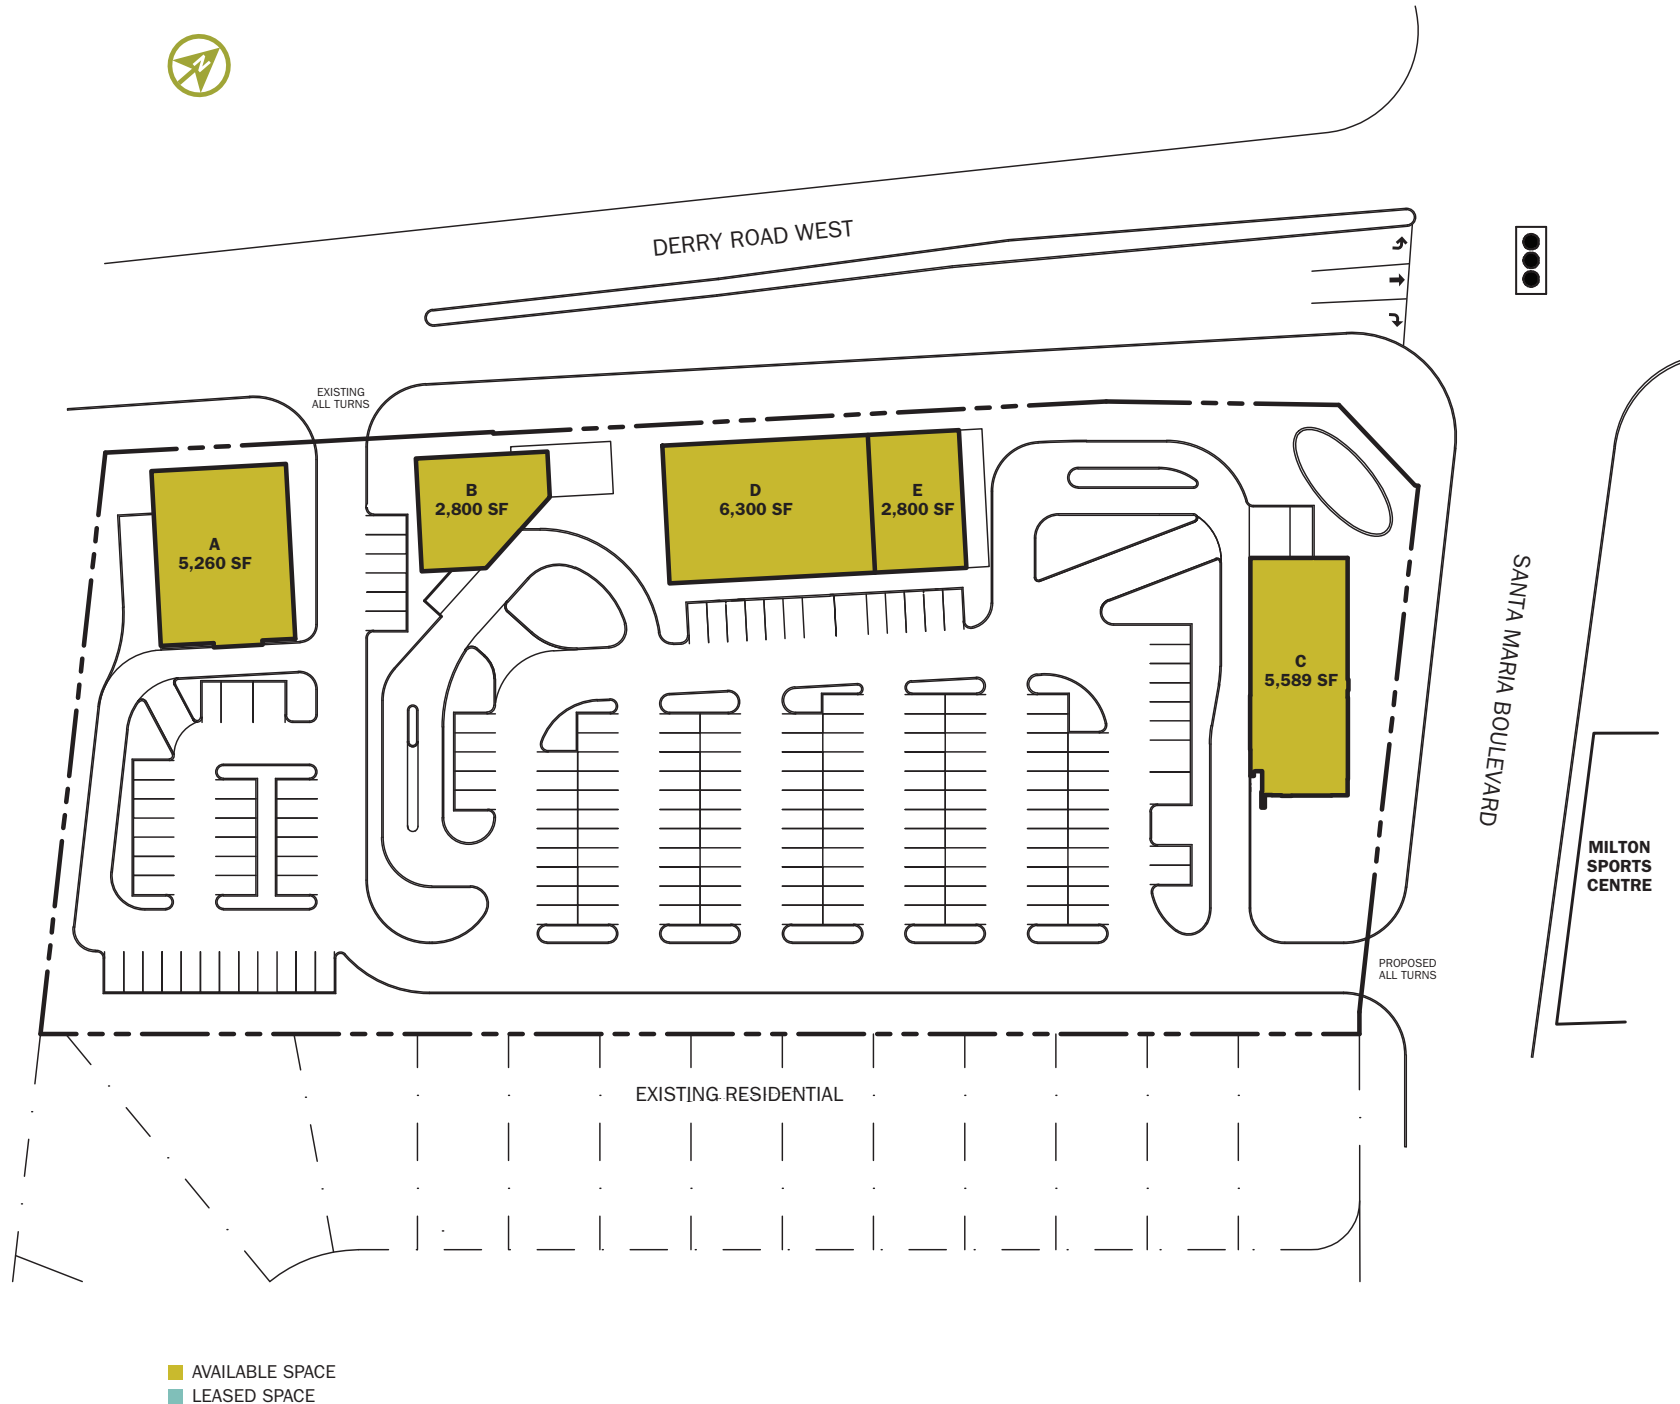 N
DERRY ROAD WEST
EXISTING
ALL TURNS
A
5,260 SF
B
2,800 SF
D
6,300 SF
E
2,800 SF
C
5,589 SF
SANTA MARIA BOULEVARD
MILTON
SPORTS
CENTRE
PROPOSED
ALL TURNS
EXISTING RESIDENTIAL
AVAILABLE SPACE
LEASED SPACE